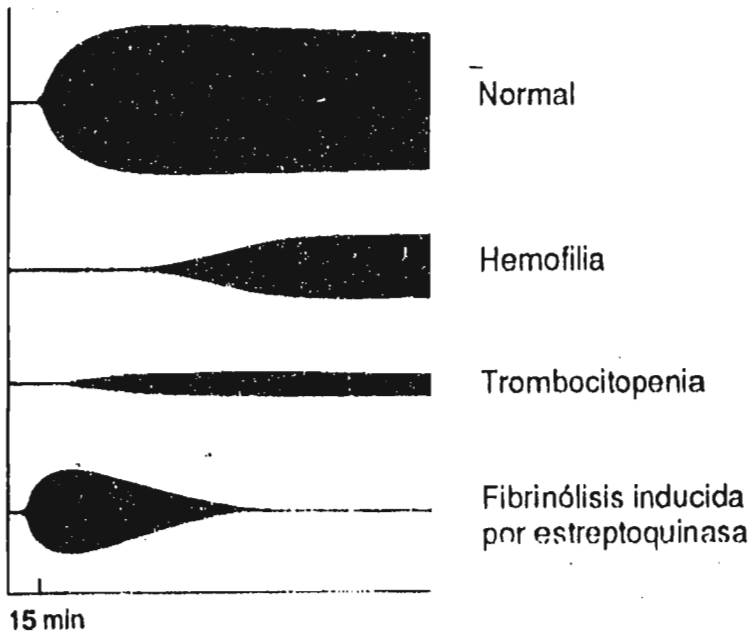 Normal
Hemofilia
Trombocitopenia
Fibrinólisis inducida
por estreptoquinasa
15 min